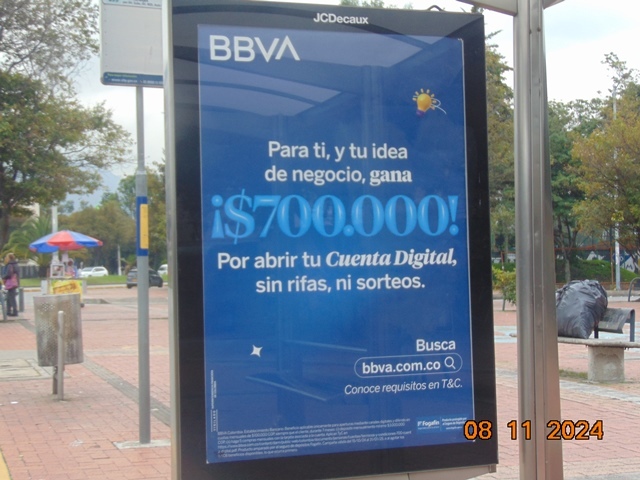 JCDecaux
BBVA
Para ti, y tu idea
de negocio, gana
¡$700.000!
Por abrir tu Cuenta Digital,
sin rifas, ni sorteos.
Busca
bbva.com.co
Conoce requisitos en T&C.
Fogafín
08 11 2024